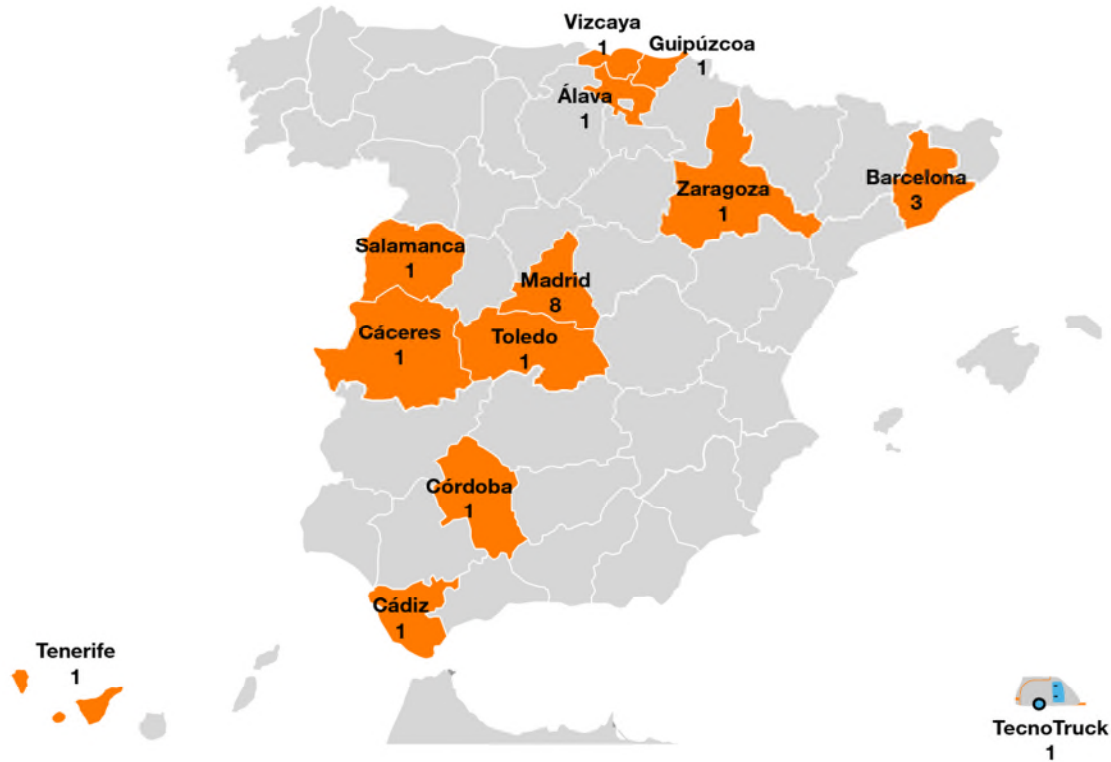 Vizcaya
1
Guipúzcoa
1
Álava
1
Zaragoza
1
Barcelona
3
Salamanca
1
Madrid
8
Cáceres
1
Toledo
1
Córdoba
1
Cádiz
1
Tenerife
1
TecnoTruck
1